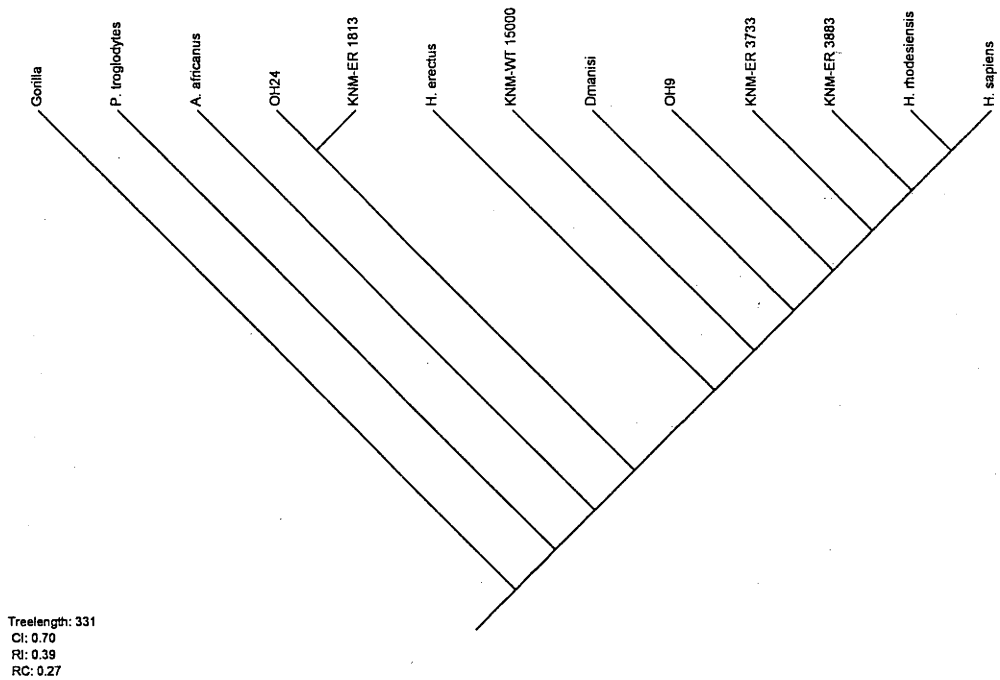 Gorilla
P. troglodytes
A. africanus
OH24
KNM-ER 1813
H. erectus
KNM-WT 15000
Dmanisi
OH9
KNM-ER 3733
KNM-ER 3883
H. rhodesiensis
H. sapiens
Treelength: 331
CI: 0.70
RI: 0.39
RC: 0.27